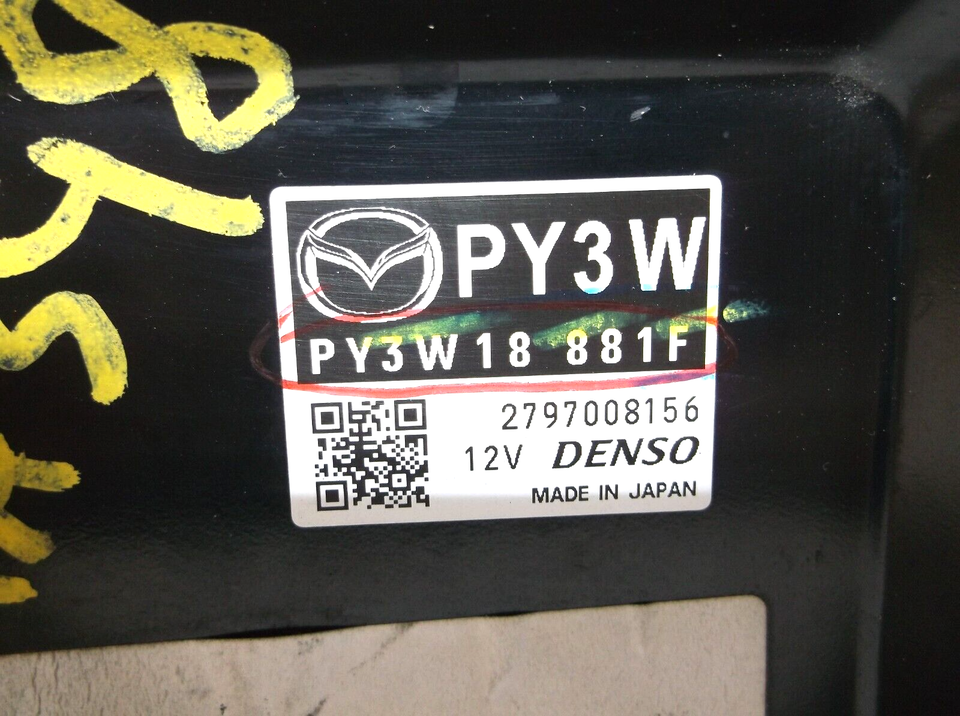 PY3W
PY3W18 881F
2797008156
12V DENSO
MADE IN JAPAN